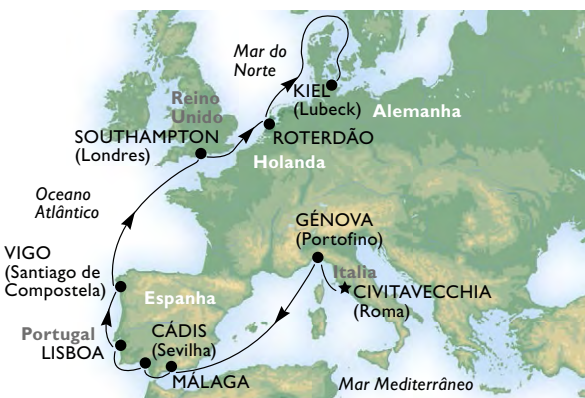 Mar do
Norte
KIEL
(Lubeck)
Alemanha
Reino
Unido
SOUTHAMPTON
(Londres)
ROTERDÃO
Holanda
Oceano
Atlântico
GÉNOVA
(Portofino)
VIGO
(Santiago de
Compostela)
Italia
CIVITAVECCHIA
(Roma)
Espanha
Portugal
LISBOA
CÁDIS
(Sevilha)
MÁLAGA
Mar Mediterrâneo